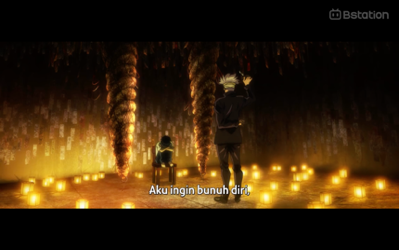 Bstation
Aku ingin bunuh diri,